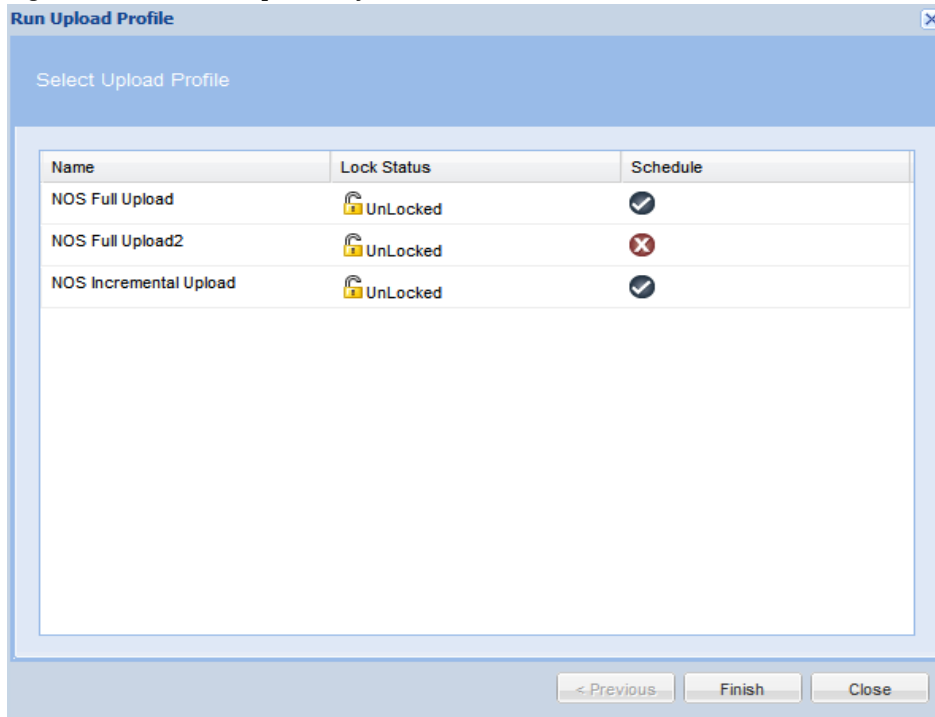 Run Upload Profile
Select Upload Profile
Name Lock Status Schedule
NOS Full Upload UnLocked
NOS Full Upload2 UnLocked
NOS Incremental Upload UnLocked
< Previous Finish Close